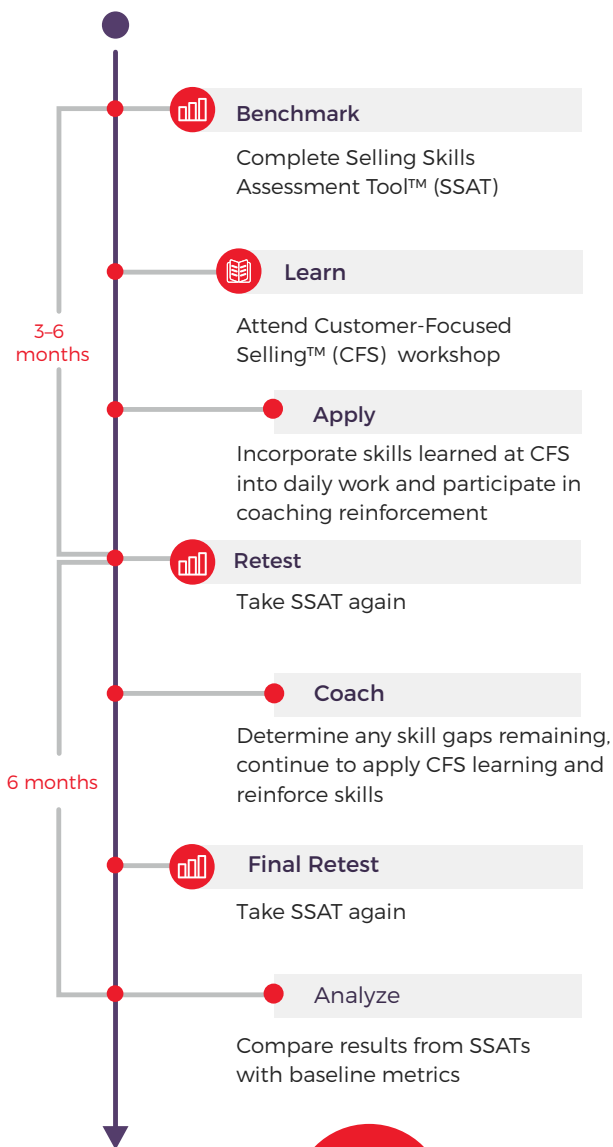 Benchmark
Complete Selling Skills
Assessment Tool™ (SSAT)
Learn
Attend Customer-Focused
Selling™ (CFS) workshop
3-6
months
Apply
Incorporate skills learned at CFS
into daily work and participate in
coaching reinforcement
Retest
Take SSAT again
Coach
Determine any skill gaps remaining,
continue to apply CFS learning and
reinforce skills
6 months
Final Retest
Take SSAT again
Analyze
Compare results from SSATs
with baseline metrics